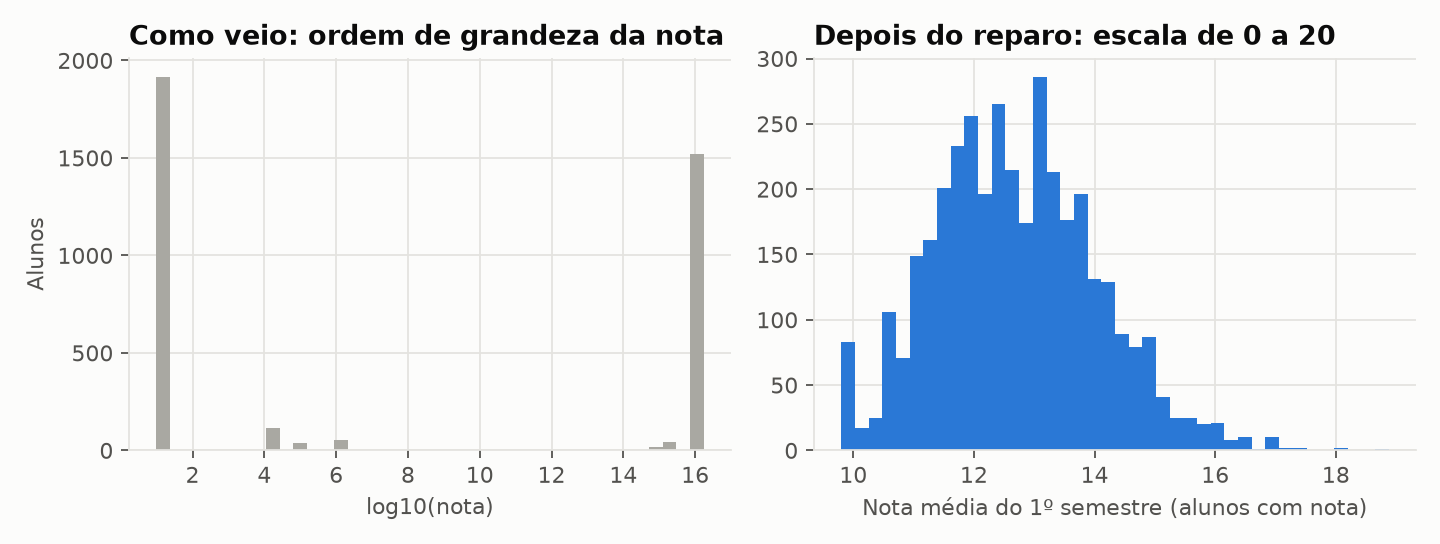 Como veio: ordem de grandeza da nota
2000
1500
1000
500
0
Alunos
2 4 6 8 10 12 14 16
log10(nota)
Depois do reparo: escala de 0 a 20
300
250
200
150
100
50
0
10 12 14 16 18
Nota média do 1º semestre (alunos com nota)